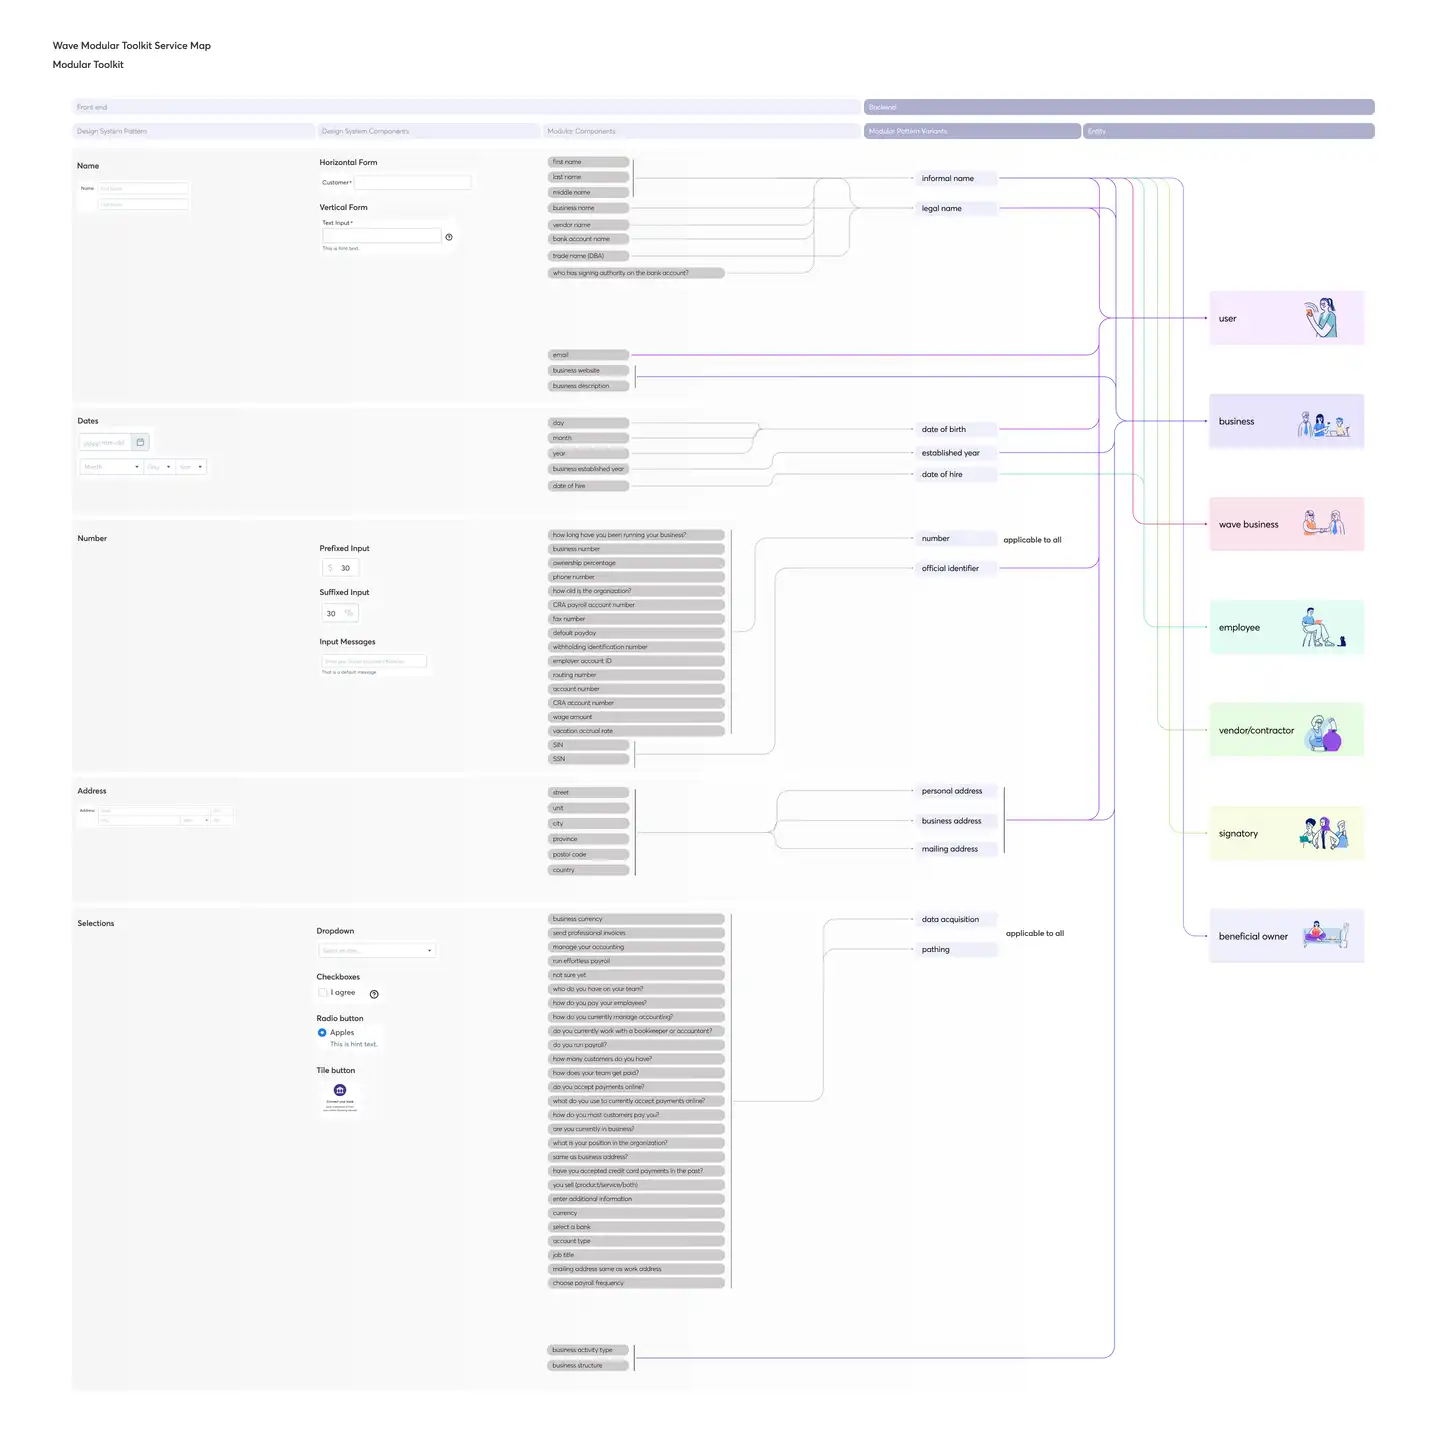 Wave Modular Toolkit Service Map
Modular Toolkit
Front end
Backend
Design System Pattern
Design System Components
Modular Components
Modular Pattern Variants
Entity
Name
Name
First Name
Last Name
Horizontal Form
Customer*
Vertical Form
Text Input*
This is hint text.
first name
last name
middle name
business name
vendor name
bank account name
trade name (DBA)
who has signing authority on the bank account?
email
business website
business description
informal name
legal name
Dates
yyyy-mm-dd
Month
Day
Year
day
month
year
business established year
date of hire
date of birth
established year
date of hire
Number
Prefixed Input
$ 30
Suffixed Input
30 %
Input Messages
That is a default message
how long have you been running your business?
business number
ownership percentage
phone number
how old is the organization?
CRA payroll account number
fax number
default payday
withholding identification number
employer account ID
routing number
account number
CRA account number
wage amount
vacation accrual rate
SIN
SSN
number
applicable to all
official identifier
Address
Address
street
unit
city
province
postal code
country
personal address
business address
mailing address
Selections
Dropdown
Checkboxes
I agree
Radio button
Apples
This is hint text.
Tile button
Connect your bank
business currency
send professional invoices
manage your accounting
run effortless payroll
not sure yet
who do you have on your team?
how do you pay your employees?
how do you currently manage accounting?
do you currently work with a bookkeeper or accountant?
do you run payroll?
how many customers do you have?
how does your team get paid?
do you accept payments online?
what do you use to currently accept payments online?
how do you most customers pay you?
are you currently in business?
what is your position in the organization?
same as business address?
have you accepted credit card payments in the past?
you sell (product/service/both)
enter additional information
currency
select a bank
account type
job title
mailing address same as work address
choose payroll frequency
business activity type
business structure
data acquisition
applicable to all
pathing
user
business
wave business
employee
vendor/contractor
signatory
beneficial owner